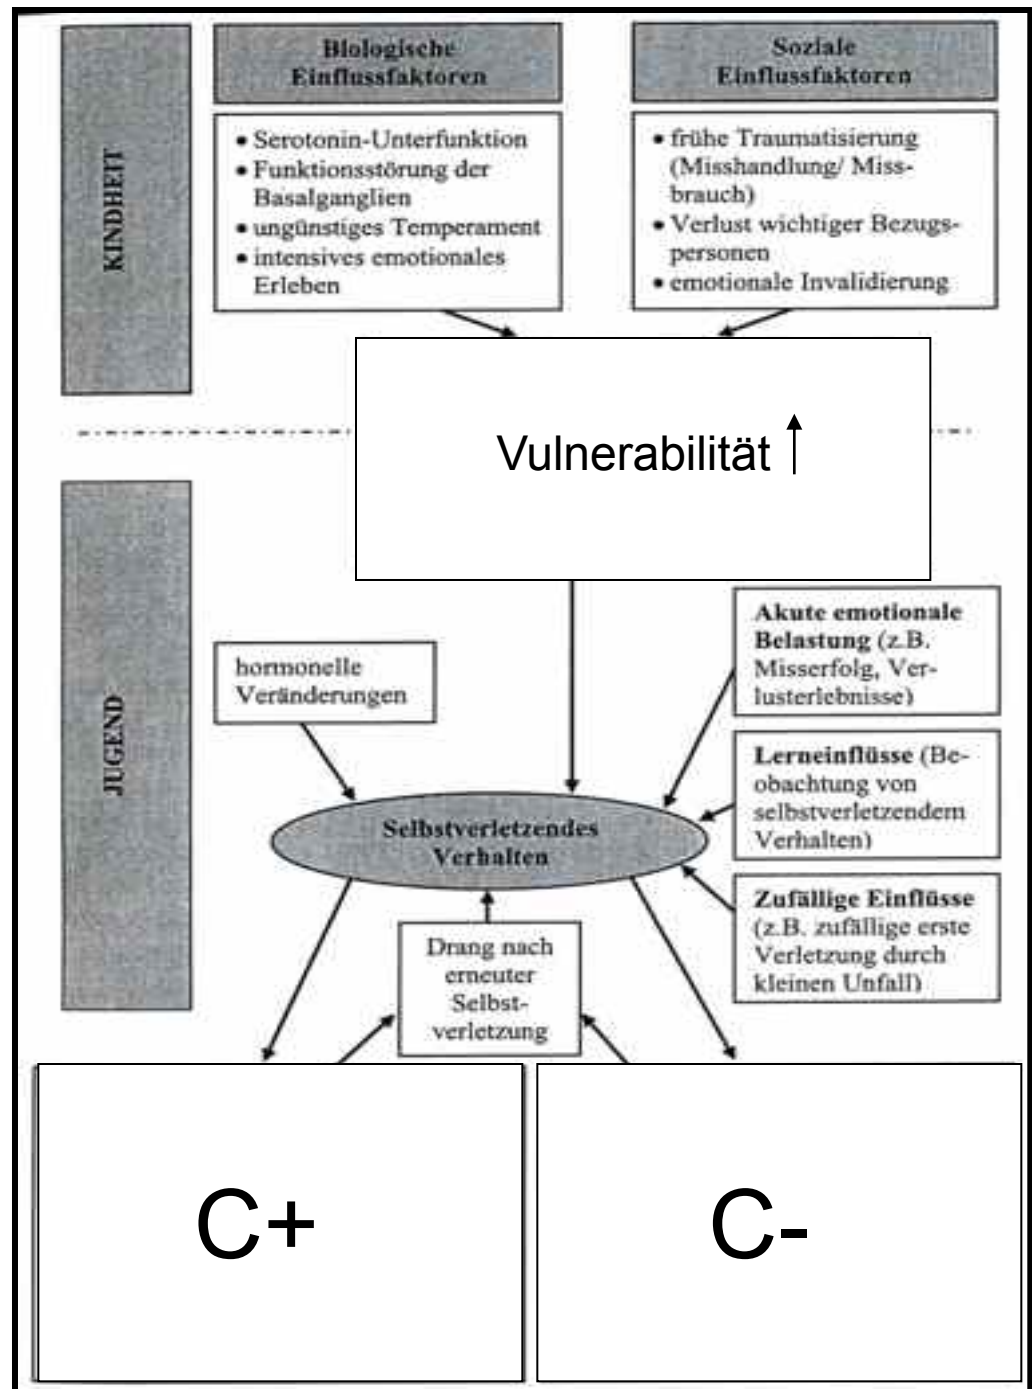 Biologische
Einflussfaktoren
Soziale
Einflussfaktoren
KINDHEIT
• Serotonin-Unterfunktion
• Funktionsstörung der
Basalganglien
• ungünstiges Temperament
• intensives emotionales
Erleben
• frühe Traumatisierung
(Misshandlung/ Miss-
brauch)
• Verlust wichtiger Bezugs-
personen
• emotionale Invalidierung
Vulnerabilität ↑
JUGEND
hormonelle
Veränderungen
Akute emotionale
Belastung (z.B.
Misserfolg, Ver-
lusterlebnisse)
Lerneinflüsse (Be-
obachtung von
selbstverletzendem
Verhalten)
Selbstverletzendes
Verhalten
Zufällige Einflüsse
(z.B. zufällige erste
Verletzung durch
kleinen Unfall)
Drang nach
erneuter
Selbst-
verletzung
C+
C-